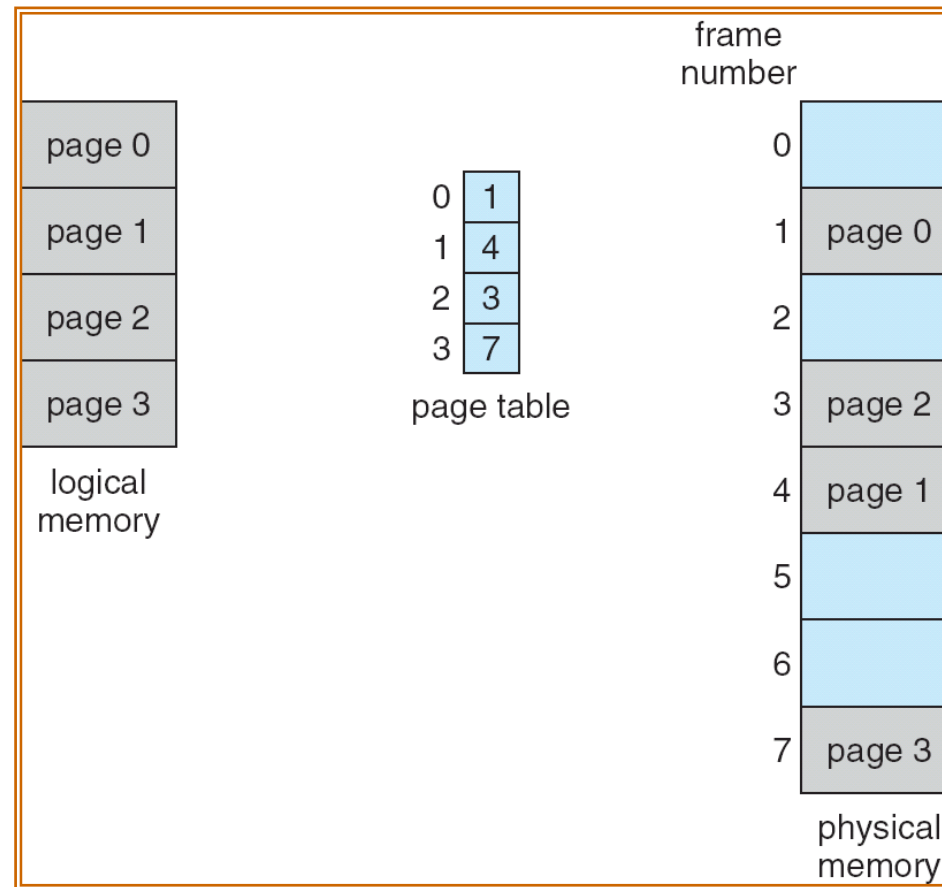 frame
number
page 0
page 1
page 2
page 3
logical
memory
0 1
1 4
2 3
3 7
page table
0
1 page 0
2
3 page 2
4 page 1
5
6
7 page 3
physical
memory